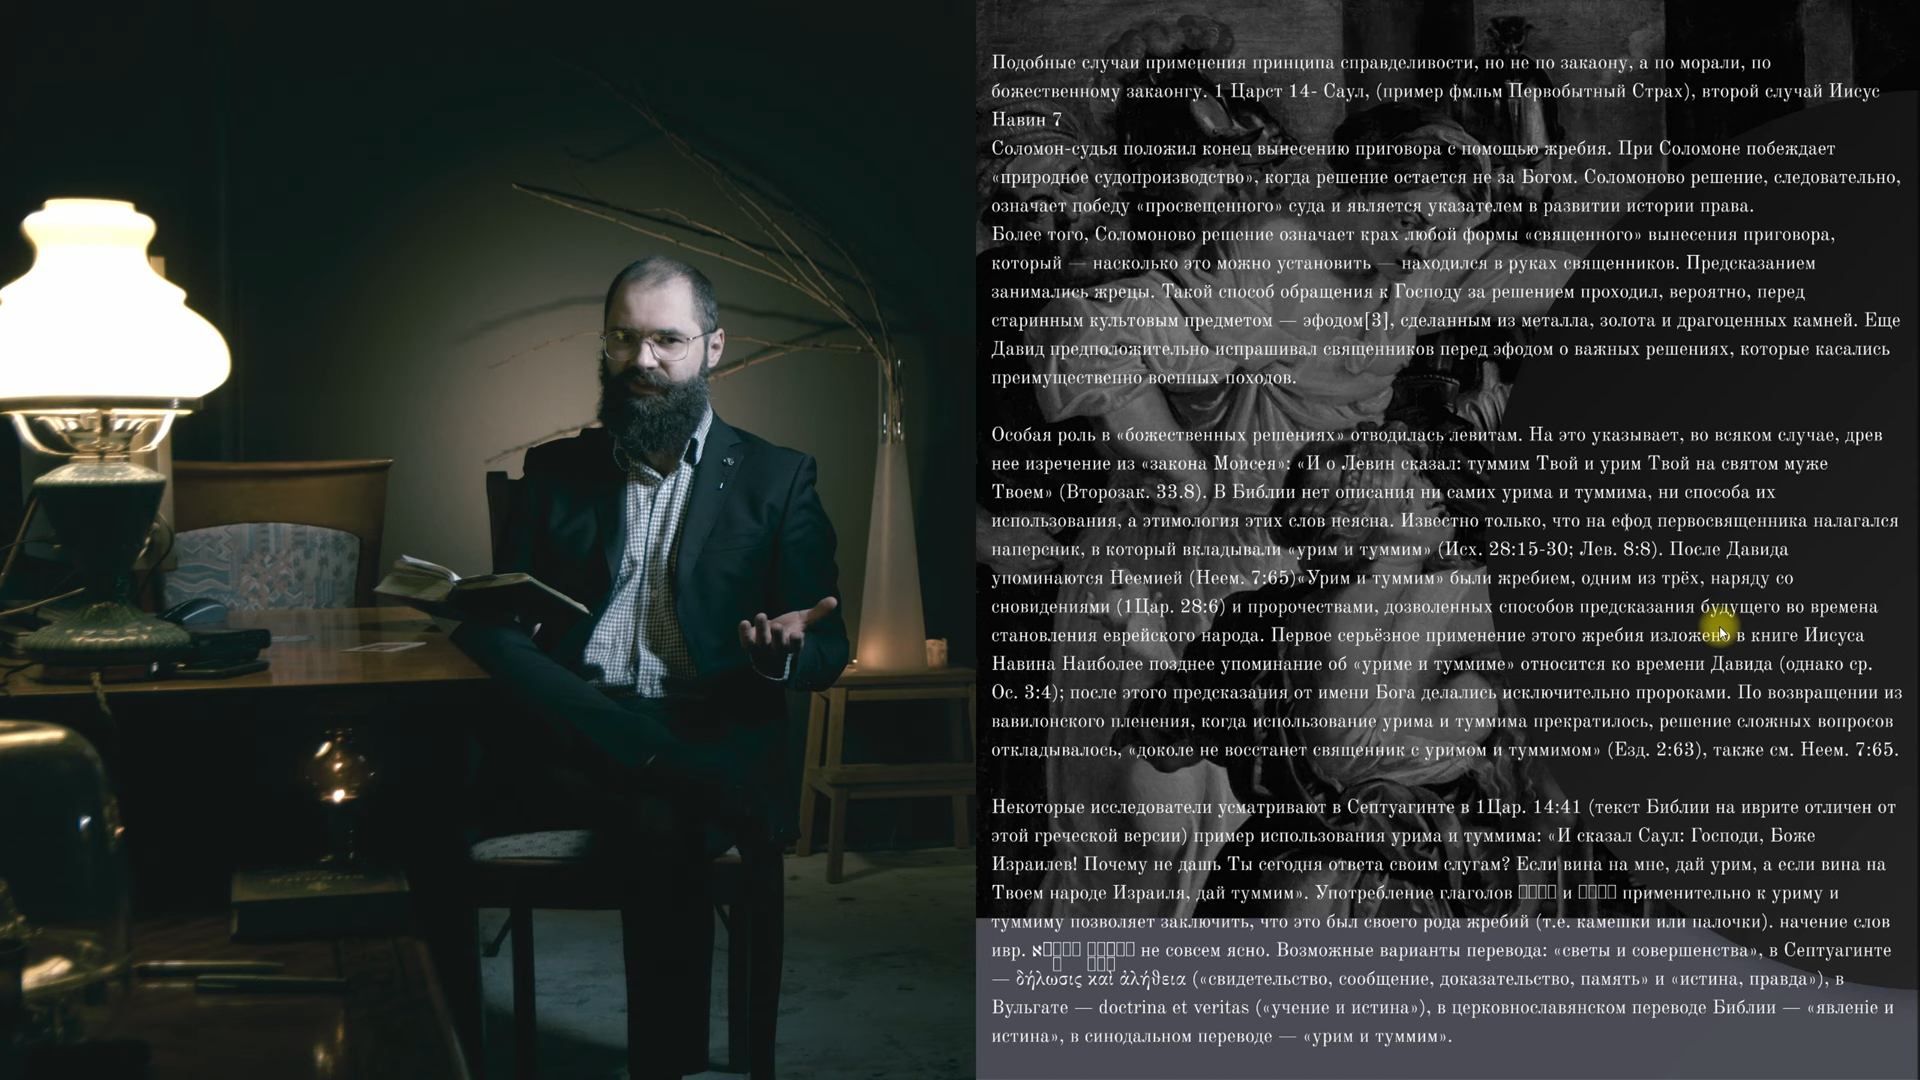 Подобные случаи применения принципа справделивости, но не по закаону, а по морали, по
божественному закаонгу. 1 Царст 14- Саул, (пример фмльм Первобытный Страх), второй случай Иисус
Навин 7
Соломон-судья положил конец вынесению приговора с помощью жребия. При Соломоне побеждает
«природное судопроизводство», когда решение остается не за Богом. Соломоново решение, следовательно,
означает победу «просвещенного» суда и является указателем в развитии истории права.
Более того, Соломоново решение означает крах любой формы «священного» вынесения приговора,
который — насколько это можно установить — находился в руках священников. Предсказанием
занимались жрецы. Такой способ обращения к Господу за решением проходил, вероятно, перед
старинным культовым предметом — эфодом[3], сделанным из металла, золота и драгоценных камней. Еще
Давид предположительно испрашивал священников перед эфодом о важных решениях, которые касались
преимущественно военных походов.
Особая роль в «божественных решениях» отводилась левитам. На это указывает, во всяком случае, древ
нее изречение из «закона Моисея»: «И о Левин сказал: туммим Твой и урим Твой на святом муже
Твоем» (Второзак. 33.8). В Библии нет описания ни самих урима и туммима, ни способа их
использования, а этимология этих слов неясна. Известно только, что на ефод первосвященника налагался
наперсник, в который вкладывали «урим и туммим» (Исх. 28:15-30; Лев. 8:8). После Давида
упоминаются Неемией (Неем. 7:65)«Урим и туммим» были жребием, одним из трёх, наряду со
сновидениями (1Цар. 28:6) и пророчествами, дозволенных способов предсказания будущего во времена
становления еврейского народа. Первое серьёзное применение этого жребия изложено в книге Иисуса
Навина Наиболее позднее упоминание об «уриме и туммиме» относится ко времени Давида (однако ср.
Ос. 3:4); после этого предсказания от имени Бога делались исключительно пророками. По возвращении из
вавилонского пленения, когда использование урима и туммима прекратилось, решение сложных вопросов
откладывалось, «доколе не восстанет священник с уримом и туммимом» (Езд. 2:63), также см. Неем. 7:65.
Некоторые исследователи усматривают в Септуагинте в 1Цар. 14:41 (текст Библии на иврите отличен от
этой греческой версии) пример использования урима и туммима: «И сказал Саул: Господи, Боже
Израилев! Почему не дашь Ты сегодня ответа своим слугам? Если вина на мне, дай урим, а если вина на
Твоем народе Израиля, дай туммим». Употребление глаголов и применительно к уриму и
туммиму позволяет заключить, что это был своего рода жребий (т.е. камешки или палочки). начение слов
ивр. א не совсем ясно. Возможные варианты перевода: «светы и совершенства», в Септуагинте
— δήλωσις καὶ ἀλήθεια («свидетельство, сообщение, доказательство, память» и «истина, правда»), в
Вульгате — doctrina et veritas («учение и истина»), в церковнославянском переводе Библии — «явленіе и
истина», в синодальном переводе — «урим и туммим».